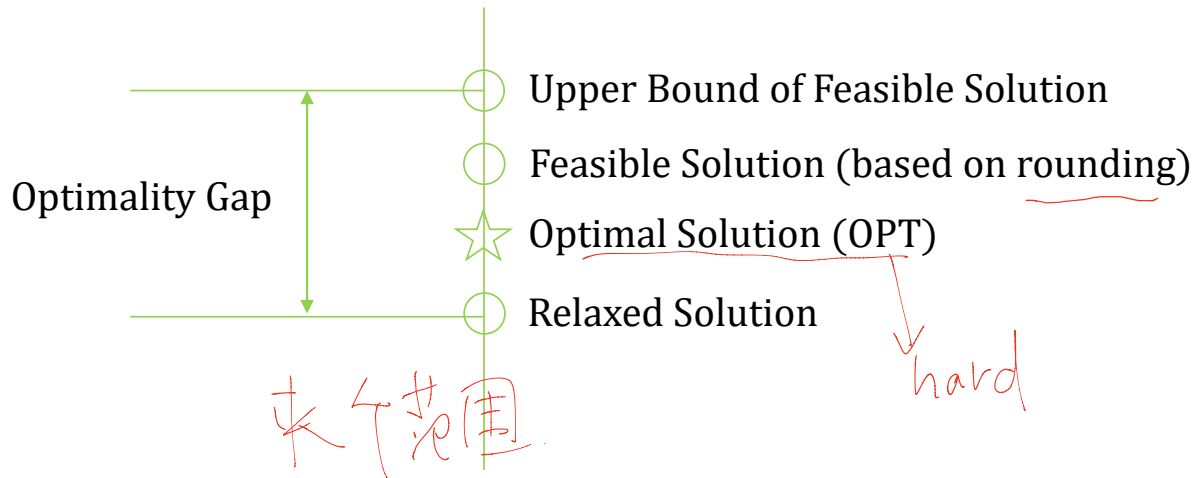 Upper Bound of Feasible Solution
Feasible Solution (based on rounding)
Optimality Gap
Optimal Solution (OPT)
Relaxed Solution
hard
夹个范围